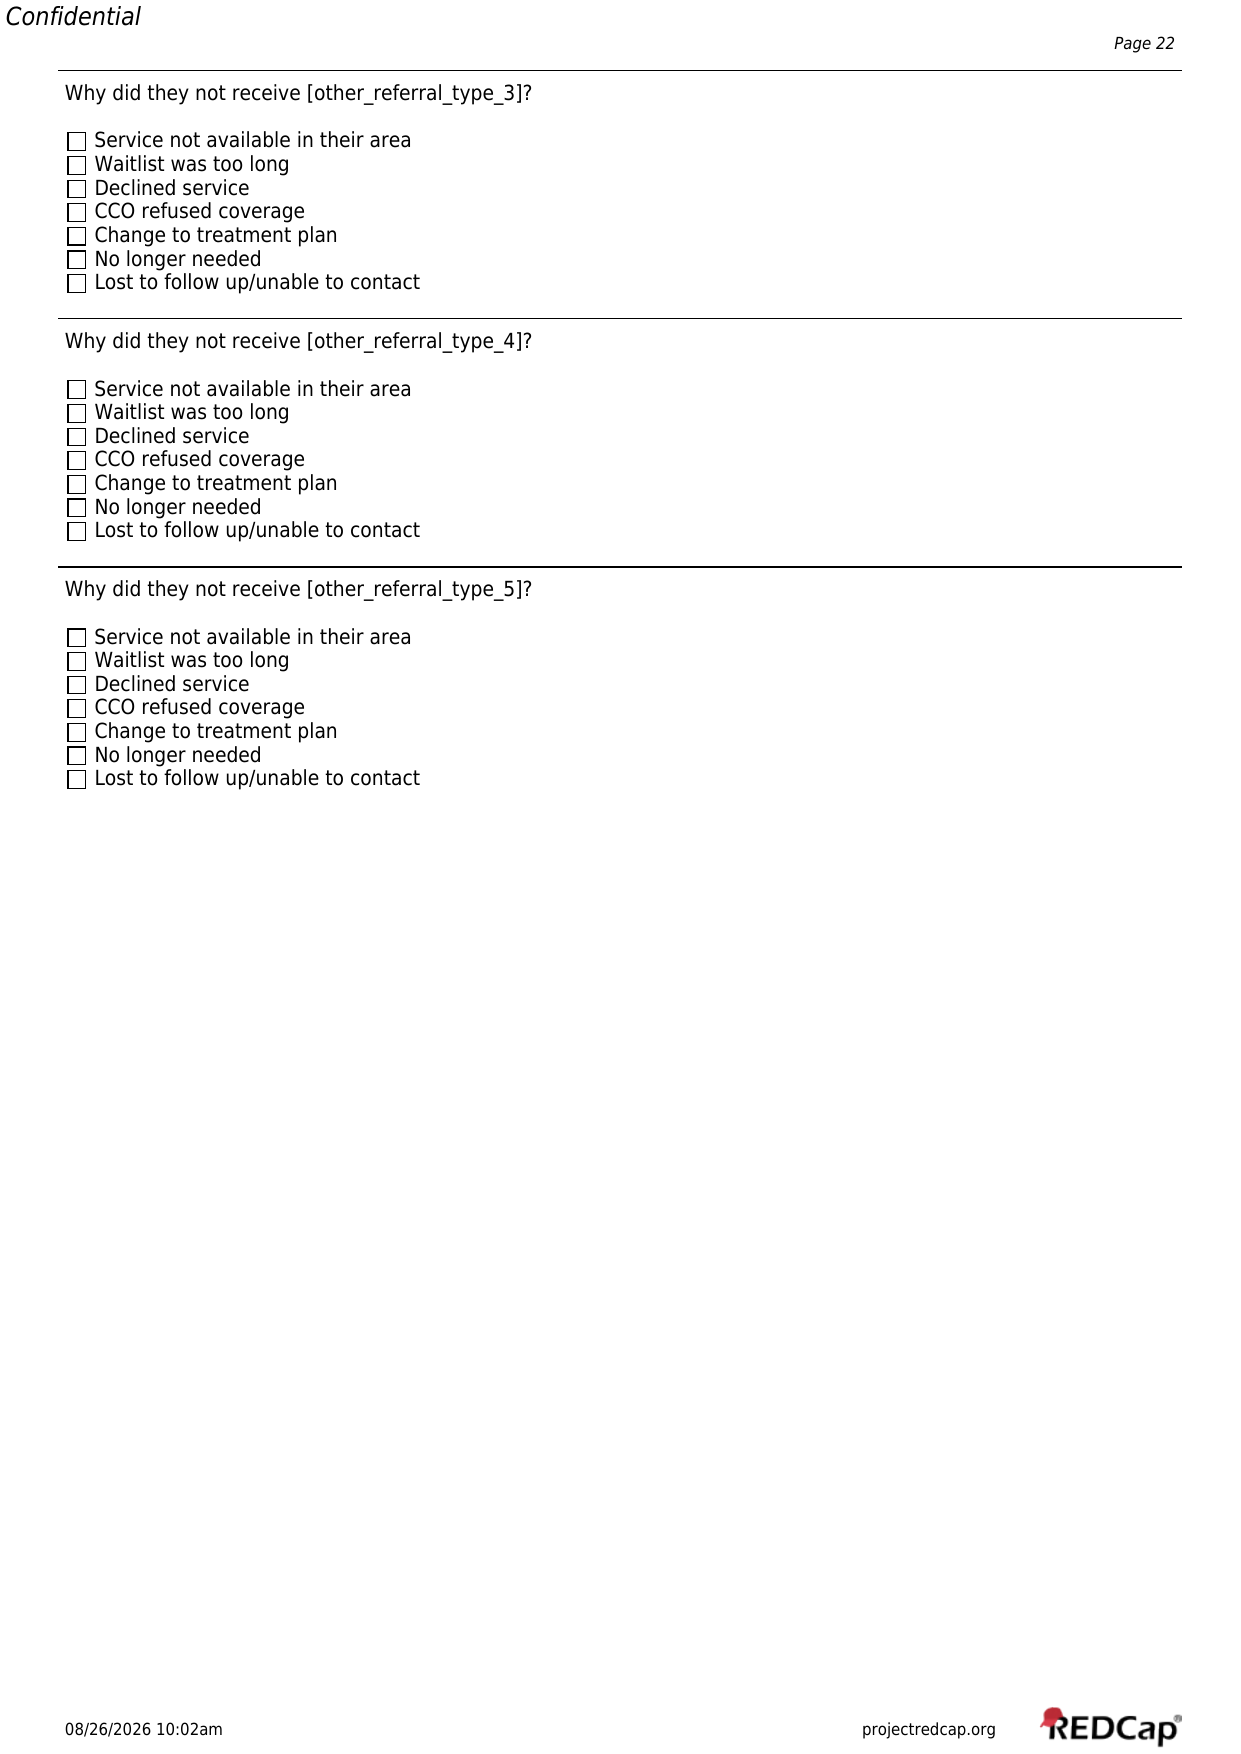 Confidential
Page 22
Why did they not receive [other_referral_type_3]?
Service not available in their area
Waitlist was too long
Declined service
CCO refused coverage
Change to treatment plan
No longer needed
Lost to follow up/unable to contact
Why did they not receive [other_referral_type_4]?
Service not available in their area
Waitlist was too long
Declined service
CCO refused coverage
Change to treatment plan
No longer needed
Lost to follow up/unable to contact
Why did they not receive [other_referral_type_5]?
Service not available in their area
Waitlist was too long
Declined service
CCO refused coverage
Change to treatment plan
No longer needed
Lost to follow up/unable to contact
08/26/2026 10:02am projectredcap.org REDCap®